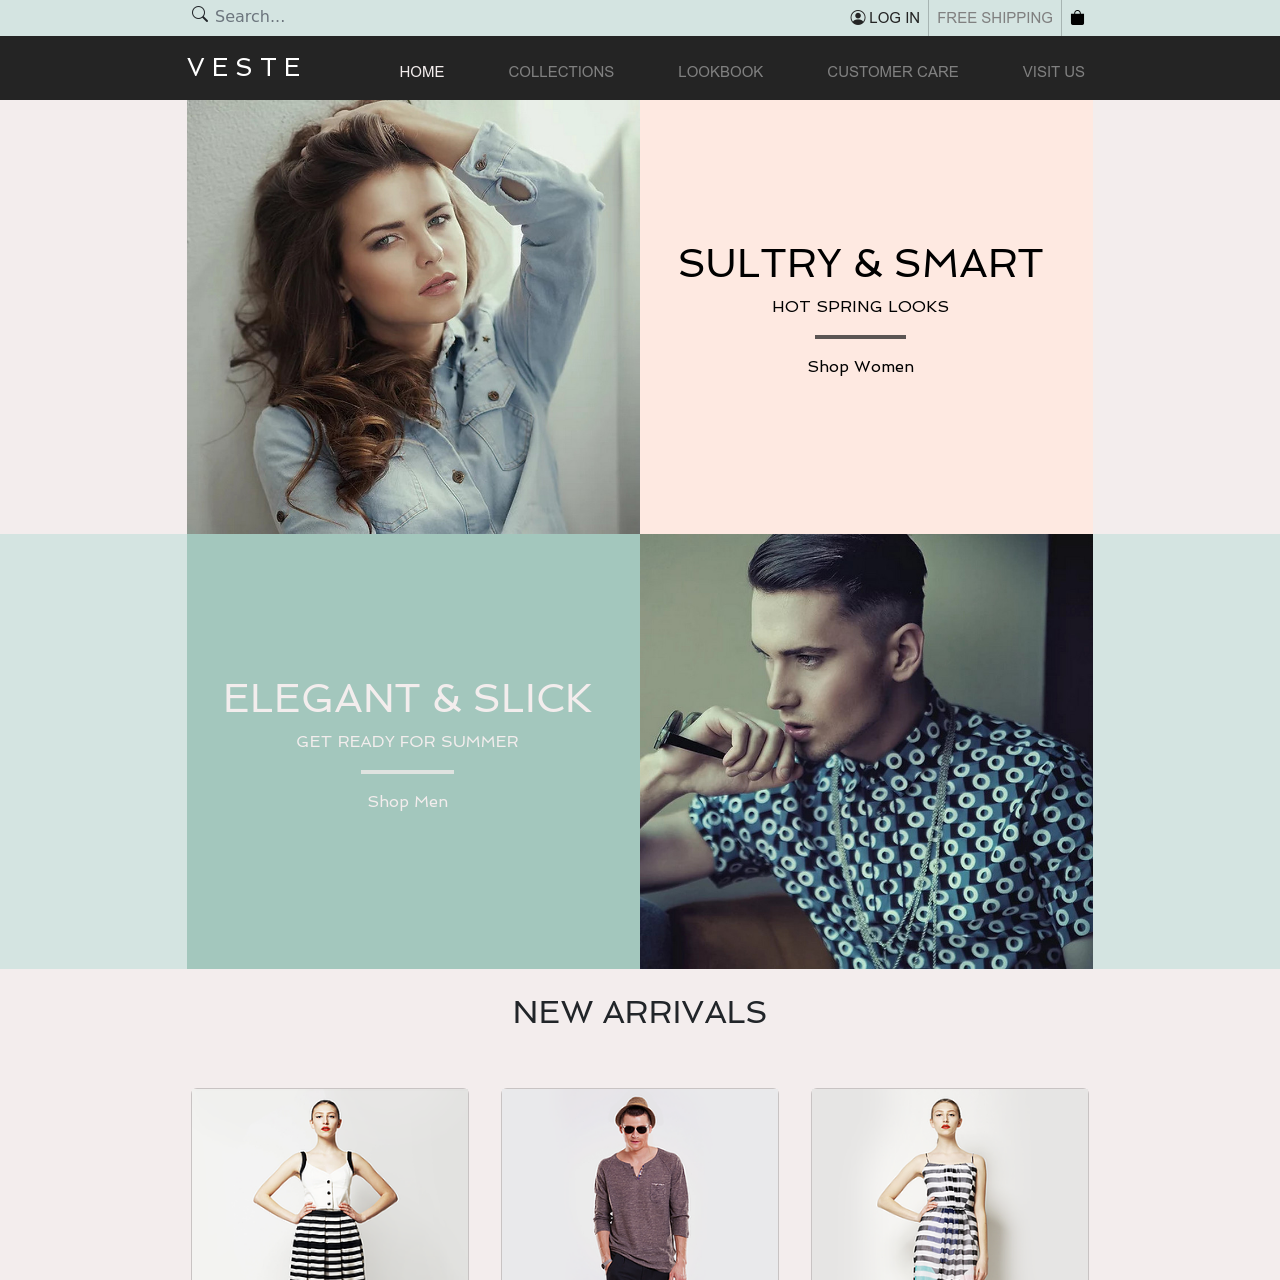 Search...
LOG IN
FREE SHIPPING
VESTE
HOME
COLLECTIONS
LOOKBOOK
CUSTOMER CARE
VISIT US
SULTRY & SMART
HOT SPRING LOOKS
Shop Women
ELEGANT & SLICK
GET READY FOR SUMMER
Shop Men
NEW ARRIVALS